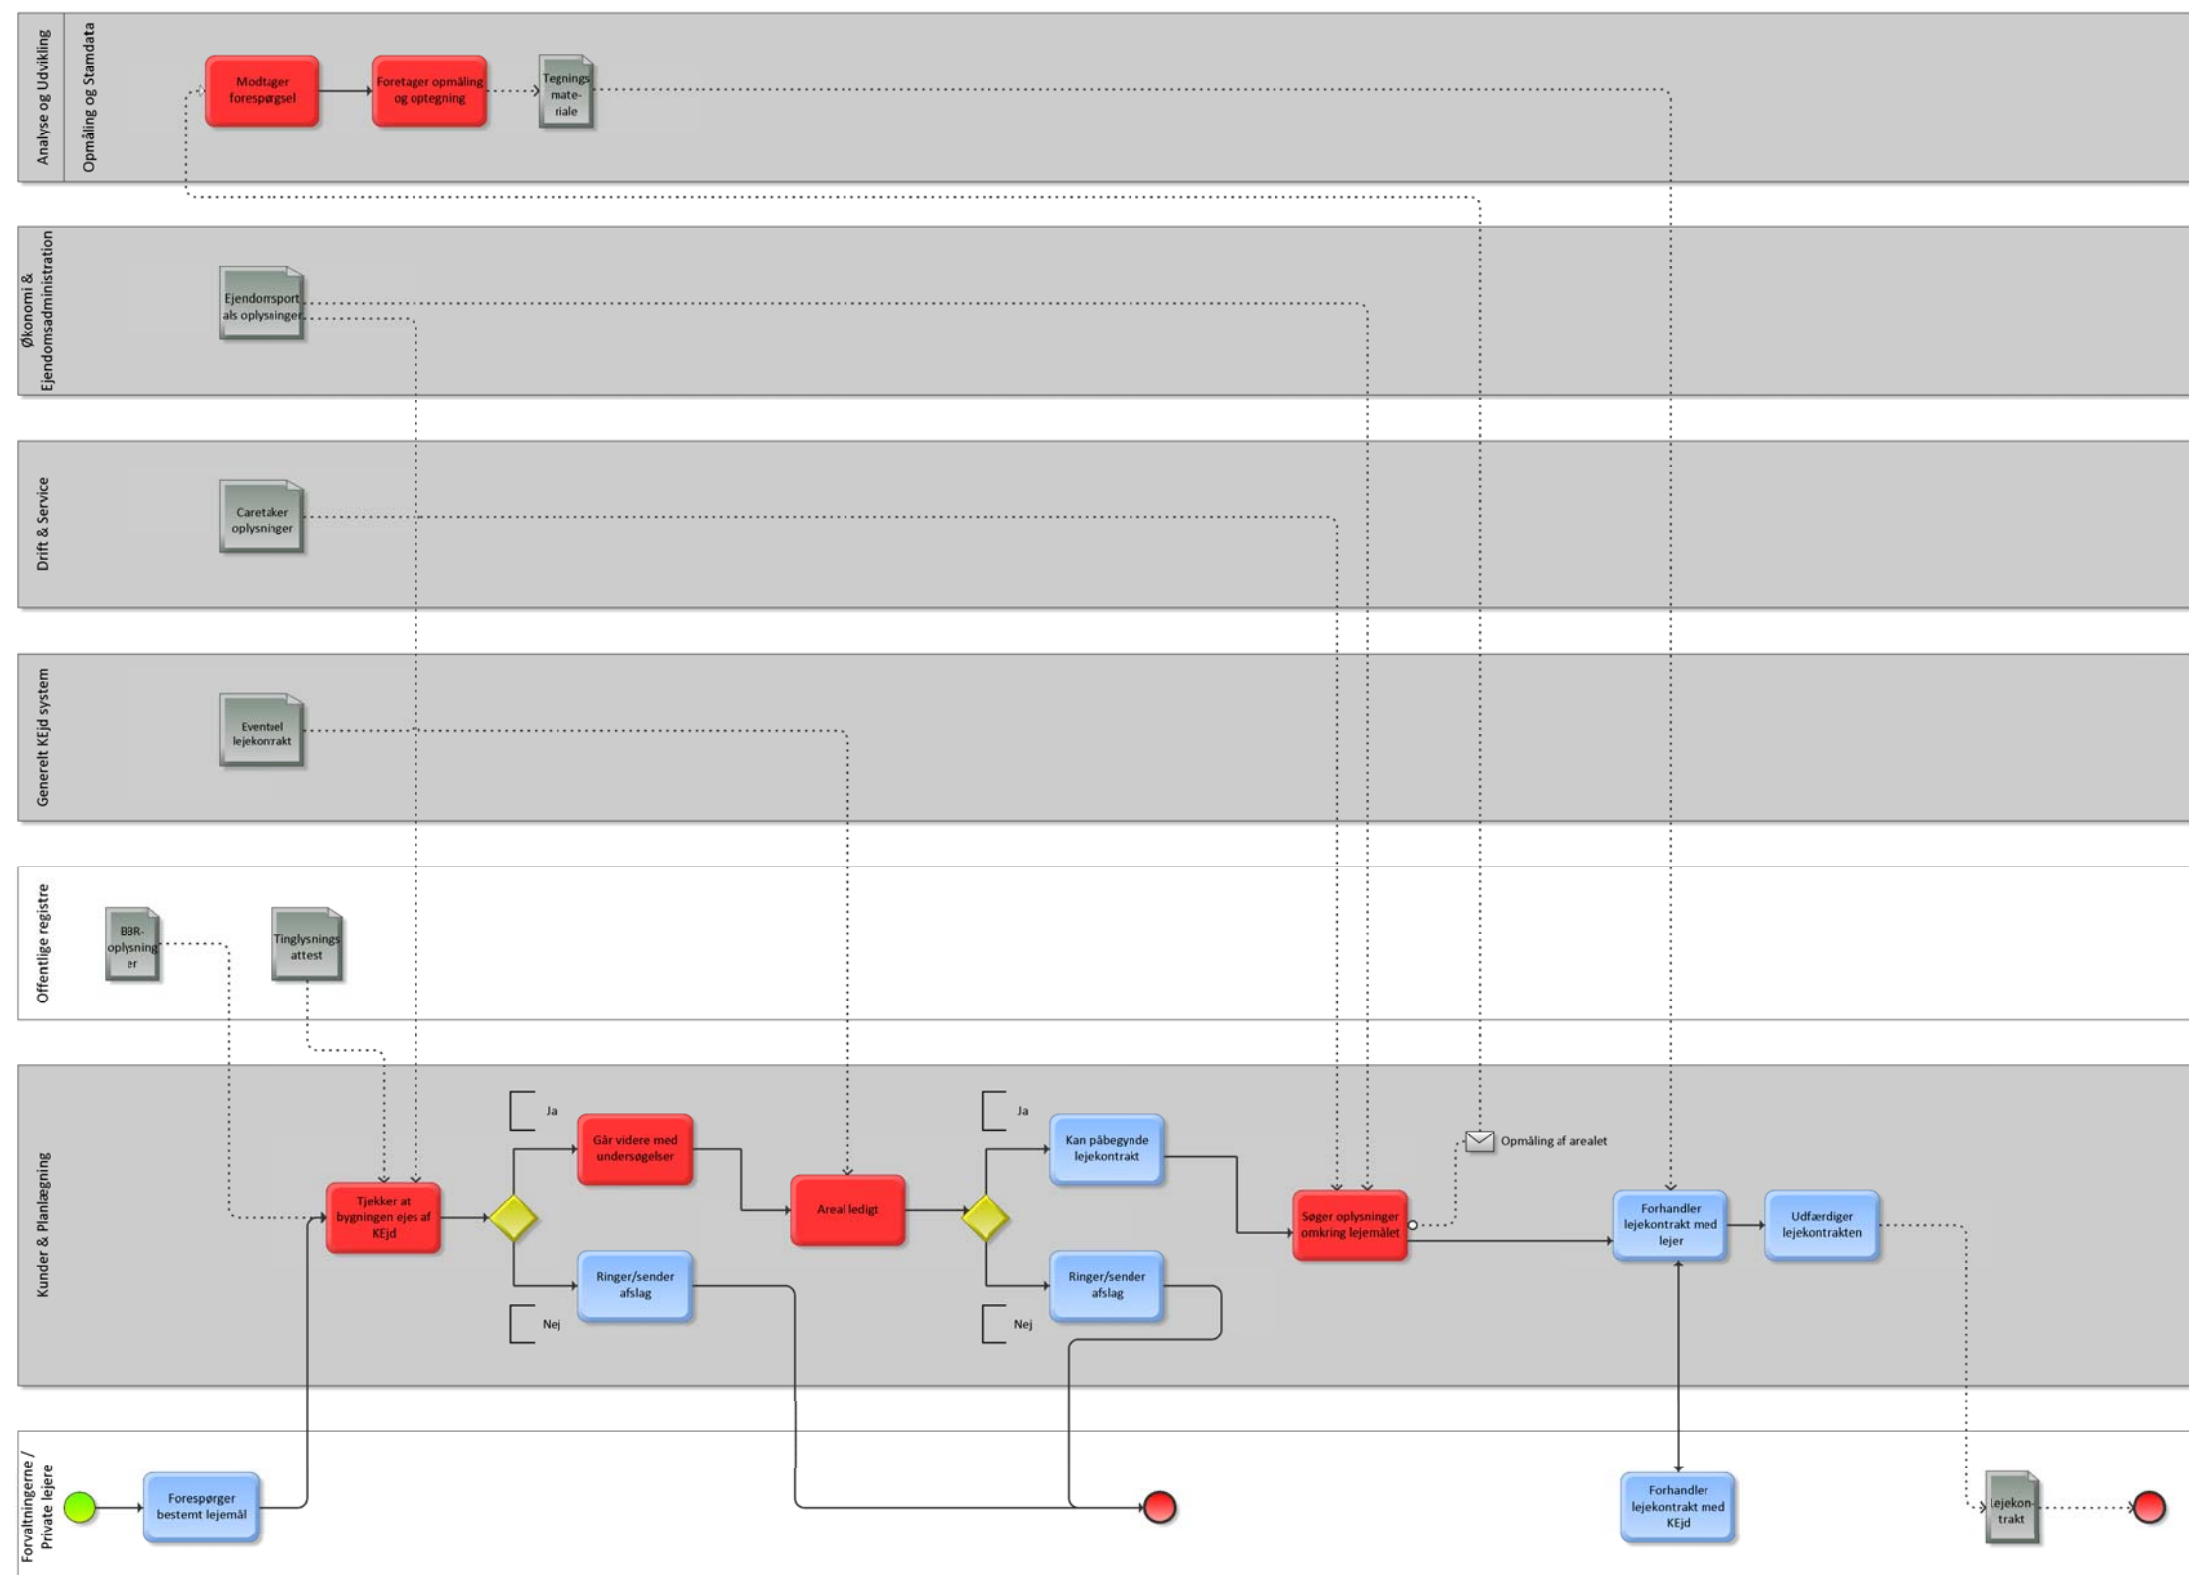 Analyse og Udvikling
Opmåling og Stamdata
Modtager
forespørgsel
Foretager opmåling
og optegning
Tegnings
mate-
riale
Økonomi &
Ejendomsadministration
Ejendomsport
als oplysninger
Drift & Service
Caretaker
oplysninger
Generelt KEjd system
Eventuel
lejekontrakt
Offentlige registre
BBR-
oplysning
er
Tinglysnings
attest
Kunder & Planlægning
Tjekker at
bygningen ejes af
KEjd
Ja
Går videre med
undersøgelser
Ringer/sender
afslag
Nej
Areal ledigt
Ja
Kan påbegynde
lejekontrakt
Ringer/sender
afslag
Nej
Søger oplysninger
omkring lejemålet
Opmåling af arealet
Forhandler
lejekontrakt med
lejer
Udfærdiger
lejekontrakten
Forvaltningerne /
Private lejere
Forespørger
bestemt lejemål
Forhandler
lejekontrakt med
KEjd
Lejekon-
trakt